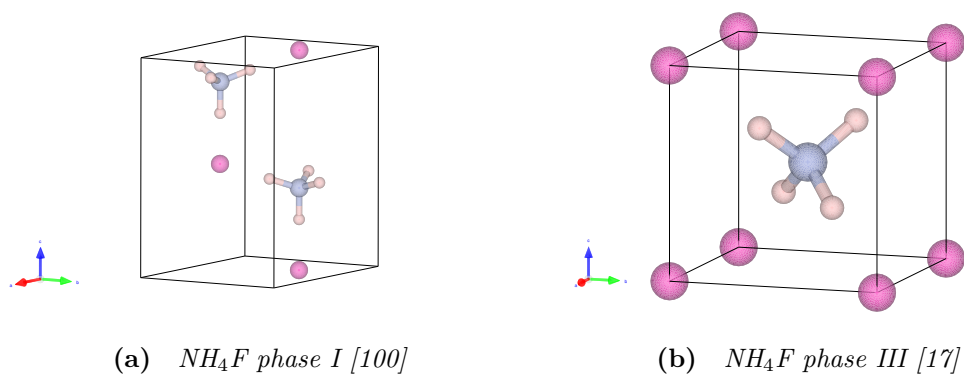 c
a
b
c
a
b
(a) NH₄F phase I [100]
(b) NH₄F phase III [17]